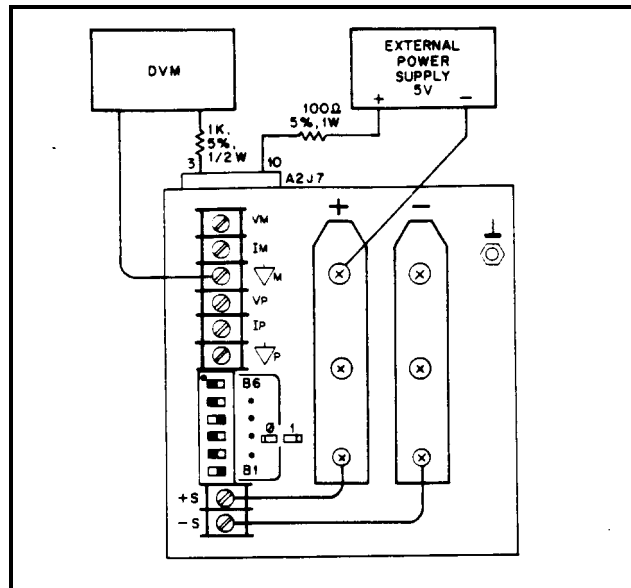 DVM
EXTERNAL
POWER
SUPPLY
5V
+ −
100Ω
5%, 1W
1K,
5%,
1/2 W
3
10
A2J7
VM
IM
M
VP
IP
P
+ −
B6
0 1
B1
+S
−S